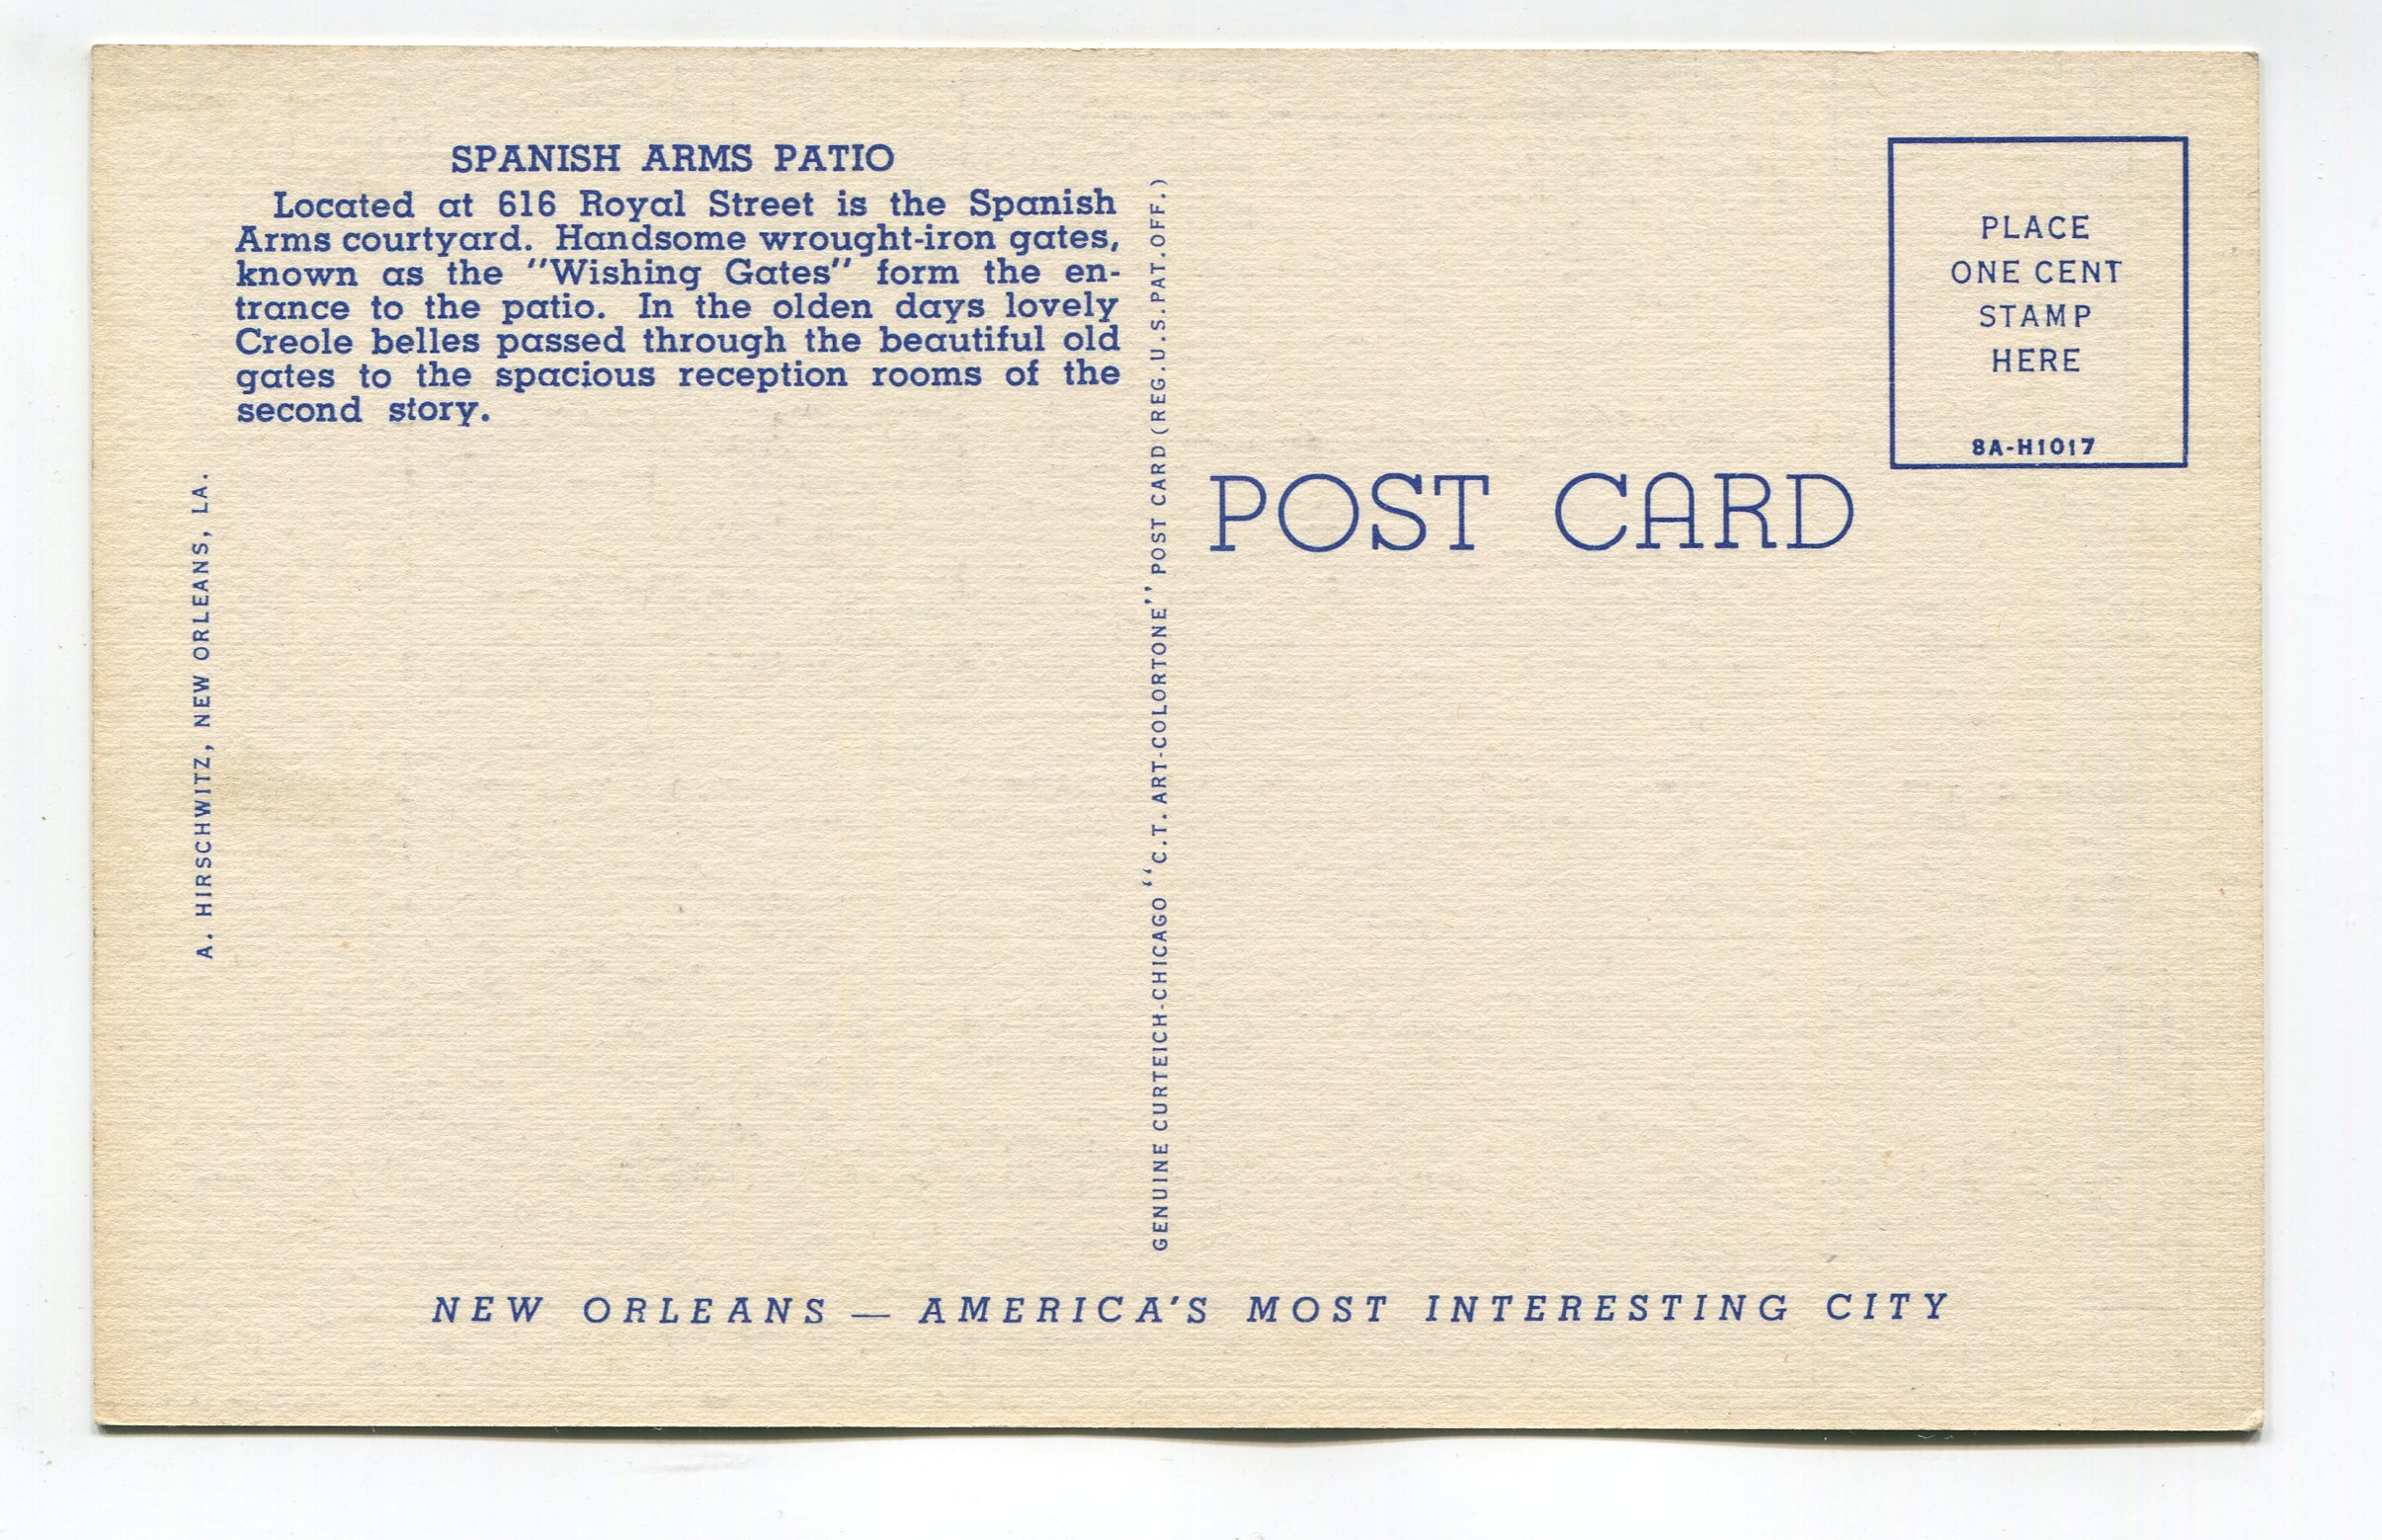 SPANISH ARMS PATIO
Located at 616 Royal Street is the Spanish
Arms courtyard. Handsome wrought-iron gates,
known as the "Wishing Gates" form the en-
trance to the patio. In the olden days lovely
Creole belles passed through the beautiful old
gates to the spacious reception rooms of the
second story.
A. HIRSCHWITZ, NEW ORLEANS, LA.
GENUINE CURTEICH-CHICAGO "C.T. ART-COLORTONE" POST CARD (REG. U.S. PAT. OFF.)
PLACE
ONE CENT
STAMP
HERE
8A-H1017
POST CARD
NEW ORLEANS — AMERICA'S MOST INTERESTING CITY